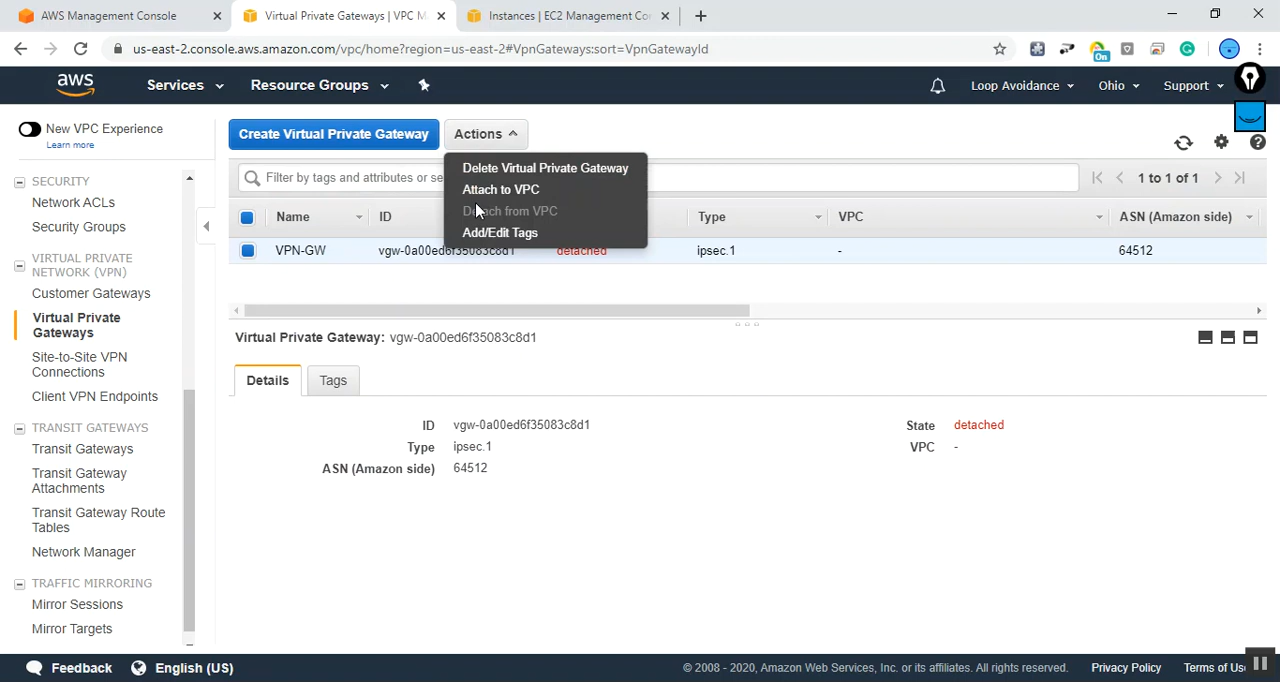 AWS Management Console
Virtual Private Gateways | VPC M
Instances | EC2 Management Co
us-east-2.console.aws.amazon.com/vpc/home?region=us-east-2#VpnGateways:sort=VpnGatewayId
On
aws
Services
Resource Groups
Loop Avoidance
Ohio
Support
New VPC Experience
Learn more
SECURITY
Network ACLs
Security Groups
VIRTUAL PRIVATE
NETWORK (VPN)
Customer Gateways
Virtual Private
Gateways
Site-to-Site VPN
Connections
Client VPN Endpoints
TRANSIT GATEWAYS
Transit Gateways
Transit Gateway
Attachments
Transit Gateway Route
Tables
Network Manager
TRAFFIC MIRRORING
Mirror Sessions
Mirror Targets
Create Virtual Private Gateway
Actions
Delete Virtual Private Gateway
Attach to VPC
Detach from VPC
Add/Edit Tags
Filter by tags and attributes or se
1 to 1 of 1
Name ID Type VPC ASN (Amazon side)
VPN-GW vgw-0a00ed6f35083c8d1 detached ipsec.1 - 64512
Virtual Private Gateway: vgw-0a00ed6f35083c8d1
Details
Tags
ID vgw-0a00ed6f35083c8d1
State detached
Type ipsec.1
VPC -
ASN (Amazon side) 64512
Feedback
English (US)
© 2008 - 2020, Amazon Web Services, Inc. or its affiliates. All rights reserved.
Privacy Policy
Terms of Us